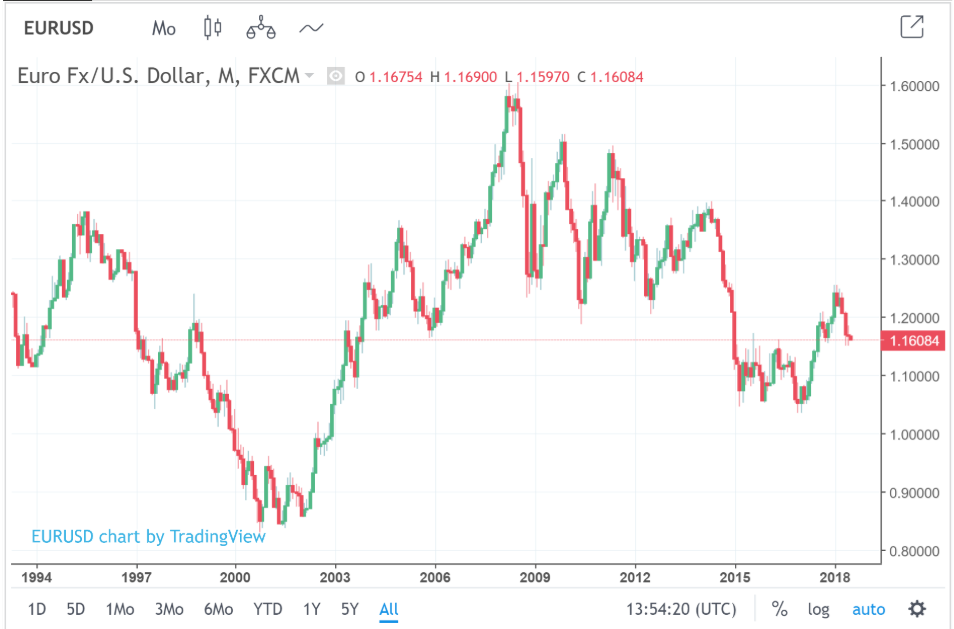 EURUSD Mo
Euro Fx/U.S. Dollar, M, FXCM O 1.16754 H 1.16900 L 1.15970 C 1.16084
1.60000
1.50000
1.40000
1.30000
1.20000
1.16084
1.10000
1.00000
0.90000
EURUSD chart by TradingView
0.80000
1994 1997 2000 2003 2006 2009 2012 2015 2018
1D 5D 1Mo 3Mo 6Mo YTD 1Y 5Y All 13:54:20 (UTC) % log auto